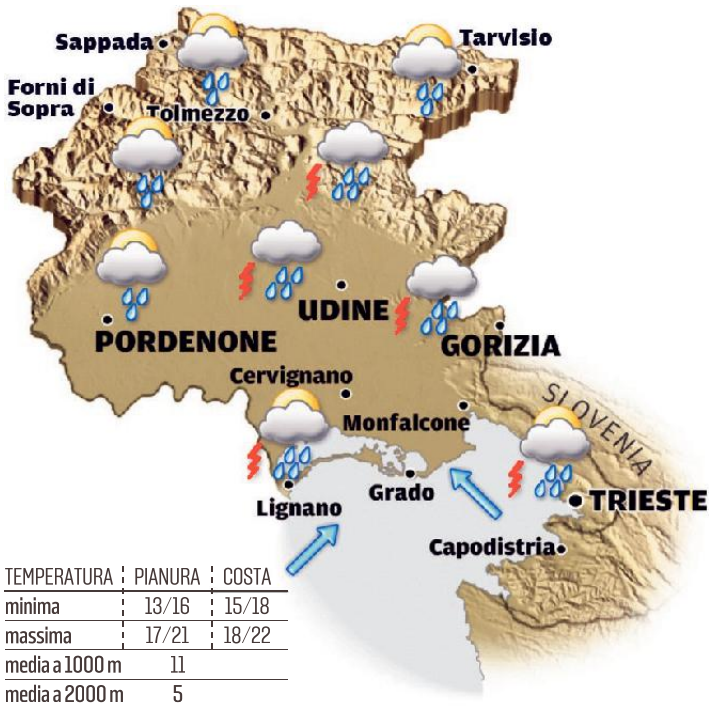 Sappada
Tarvisio
Forni di
Sopra
Tolmezzo
UDINE
PORDENONE
GORIZIA
Cervignano
SLOVENIA
Monfalcone
Grado
TRIESTE
Lignano
Capodistria
TEMPERATURA PIANURA COSTA
minima 13/16 15/18
massima 17/21 18/22
media a 1000 m 11
media a 2000 m 5